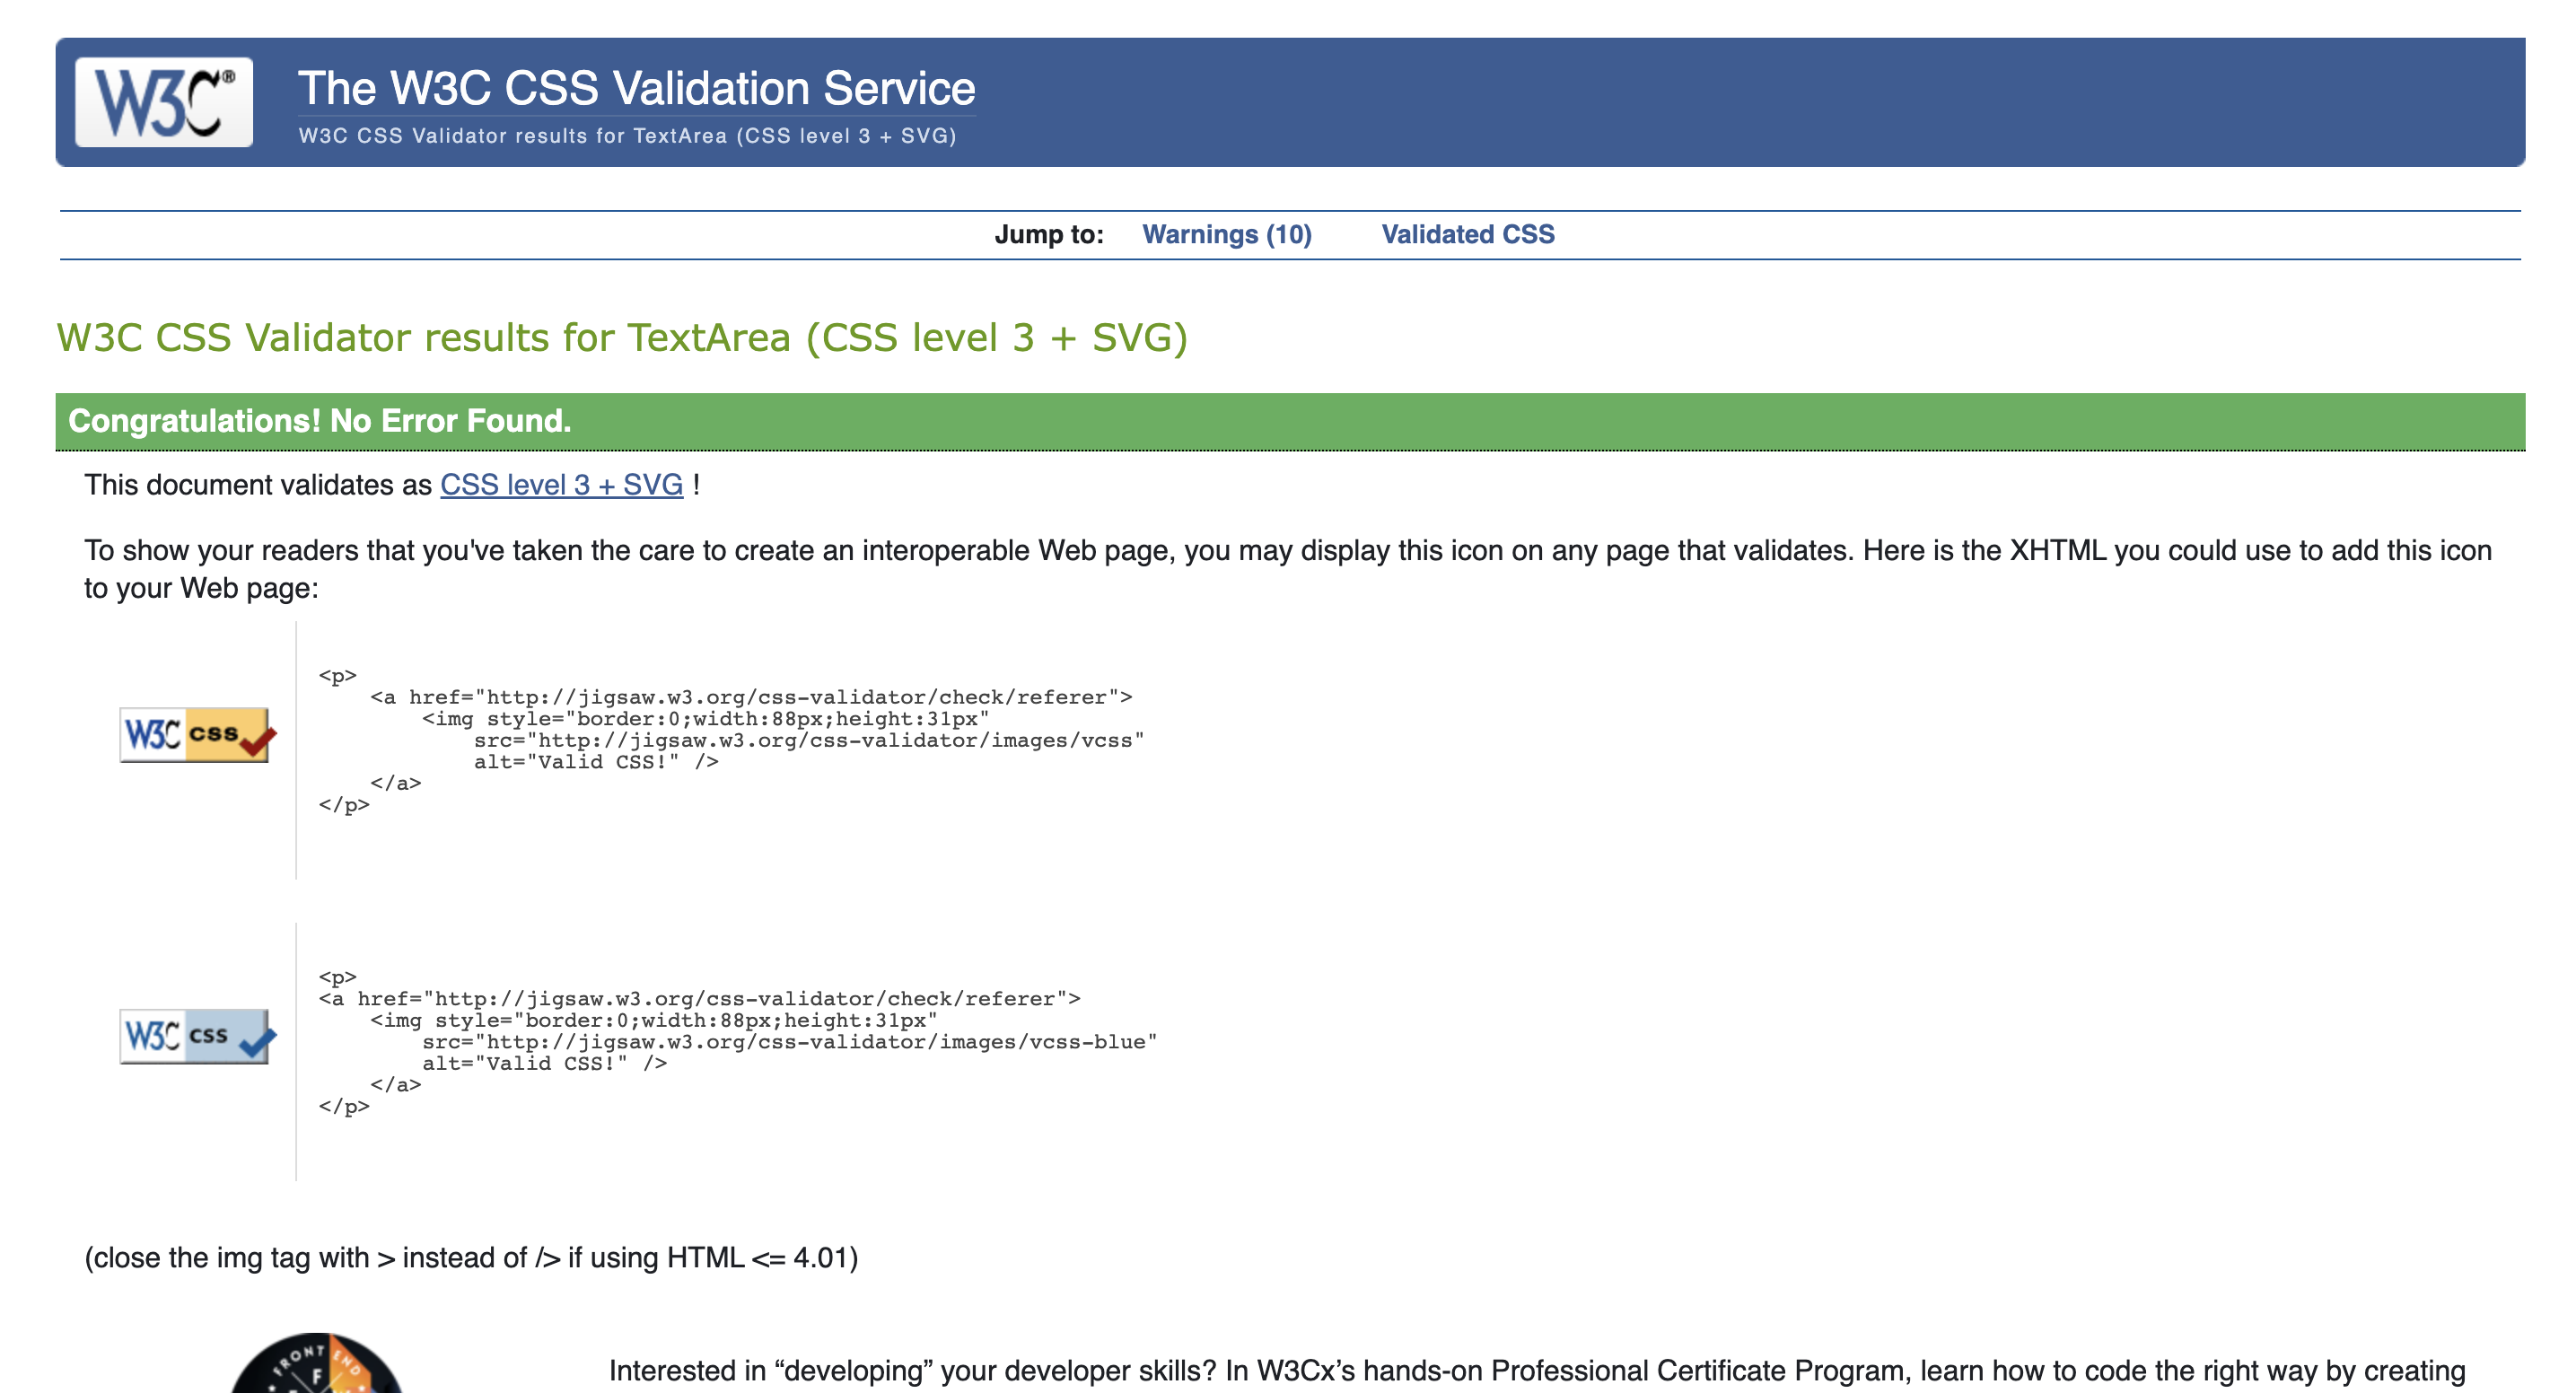 W3C®
The W3C CSS Validation Service
W3C CSS Validator results for TextArea (CSS level 3 + SVG)
Jump to: Warnings (10) Validated CSS
W3C CSS Validator results for TextArea (CSS level 3 + SVG)
Congratulations! No Error Found.
This document validates as CSS level 3 + SVG !
To show your readers that you've taken the care to create an interoperable Web page, you may display this icon on any page that validates. Here is the XHTML you could use to add this icon
to your Web page:
<p>
<a href="http://jigsaw.w3.org/css-validator/check/referer">
<img style="border:0;width:88px;height:31px"
W3C css
src="http://jigsaw.w3.org/css-validator/images/vcss"
alt="Valid CSS!" />
</a>
</p>
<p>
<a href="http://jigsaw.w3.org/css-validator/check/referer">
<img style="border:0;width:88px;height:31px"
W3C css
src="http://jigsaw.w3.org/css-validator/images/vcss-blue"
alt="Valid CSS!" />
</a>
</p>
(close the img tag with > instead of /> if using HTML <= 4.01)
FRONT END
F
Interested in “developing” your developer skills? In W3Cx’s hands-on Professional Certificate Program, learn how to code the right way by creating